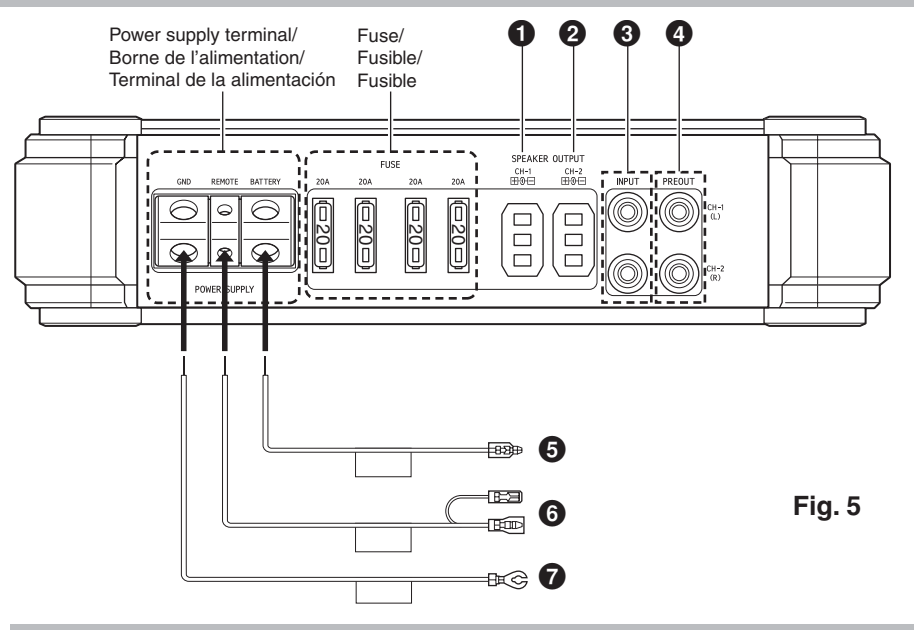 Power supply terminal/
Borne de l'alimentation/
Terminal de la alimentación
Fuse/
Fusible/
Fusible
1 2 3 4
SPEAKER OUTPUT
CH-1 CH-2
⊞⊖⊟ ⊞⊖⊟
FUSE
GND REMOTE BATTERY
20A 20A 20A 20A
INPUT PREOUT
CH-1
(L)
20 20 20 20
CH-2
(R)
POWER SUPPLY
5
6
7
Fig. 5